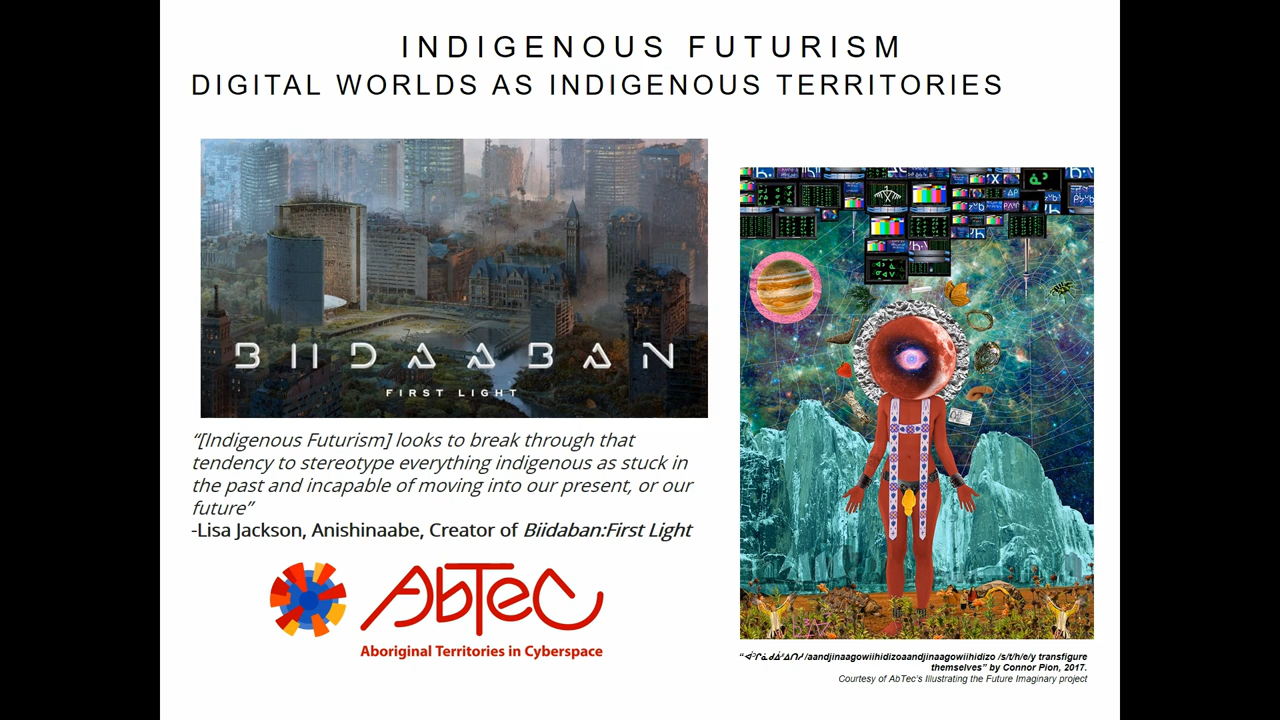 INDIGENOUS FUTURISM
DIGITAL WORLDS AS INDIGENOUS TERRITORIES
BIIDAABAN
FIRST LIGHT
“[Indigenous Futurism] looks to break through that
tendency to stereotype everything indigenous as stuck in
the past and incapable of moving into our present, or our
future”
-Lisa Jackson, Anishinaabe, Creator of Biidaban:First Light
AbTeC
Aboriginal Territories in Cyberspace
/aandjinaagowiihidizoaandjinaagowiihidizo /s/t/h/e/y transfigure
themselves” by Connor Pion, 2017.
Courtesy of AbTeC's Illustrating the Future Imaginary project